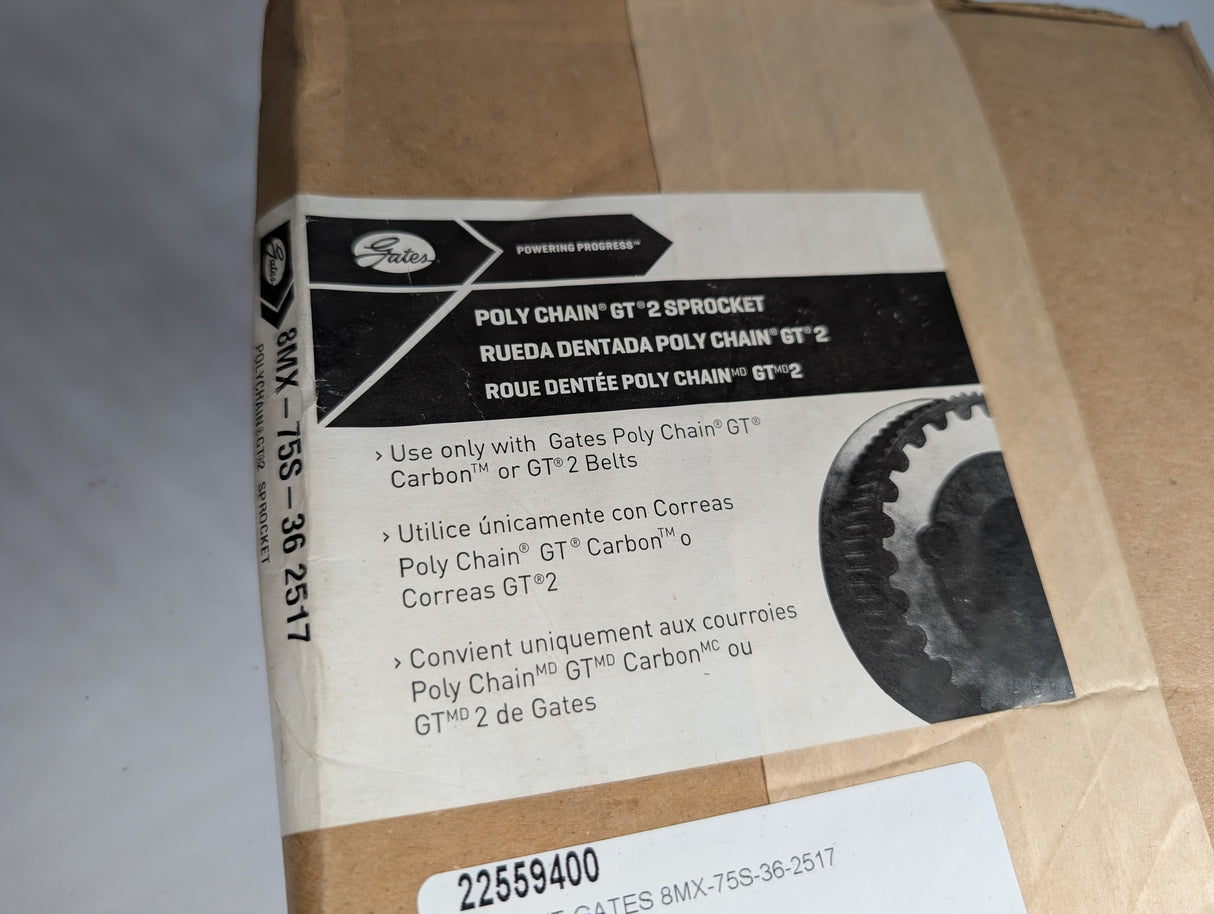 Gates
POWERING PROGRESS™
POLY CHAIN® GT®2 SPROCKET
RUEDA DENTADA POLY CHAIN® GT®2
ROUE DENTÉE POLY CHAINᴹᴰ GTᴹᴰ2
› Use only with Gates Poly Chain® GT®
Carbon™ or GT®2 Belts
› Utilice únicamente con Correas
Poly Chain® GT® Carbon™ o
Correas GT®2
› Convient uniquement aux courroies
Poly Chainᴹᴰ GTᴹᴰ Carbonᴹᶜ ou
GTᴹᴰ 2 de Gates
Gates
8MX – 75S – 36 2517
POLYCHAIN®GT®2 SPROCKET
22559400
GATES 8MX-75S-36-2517